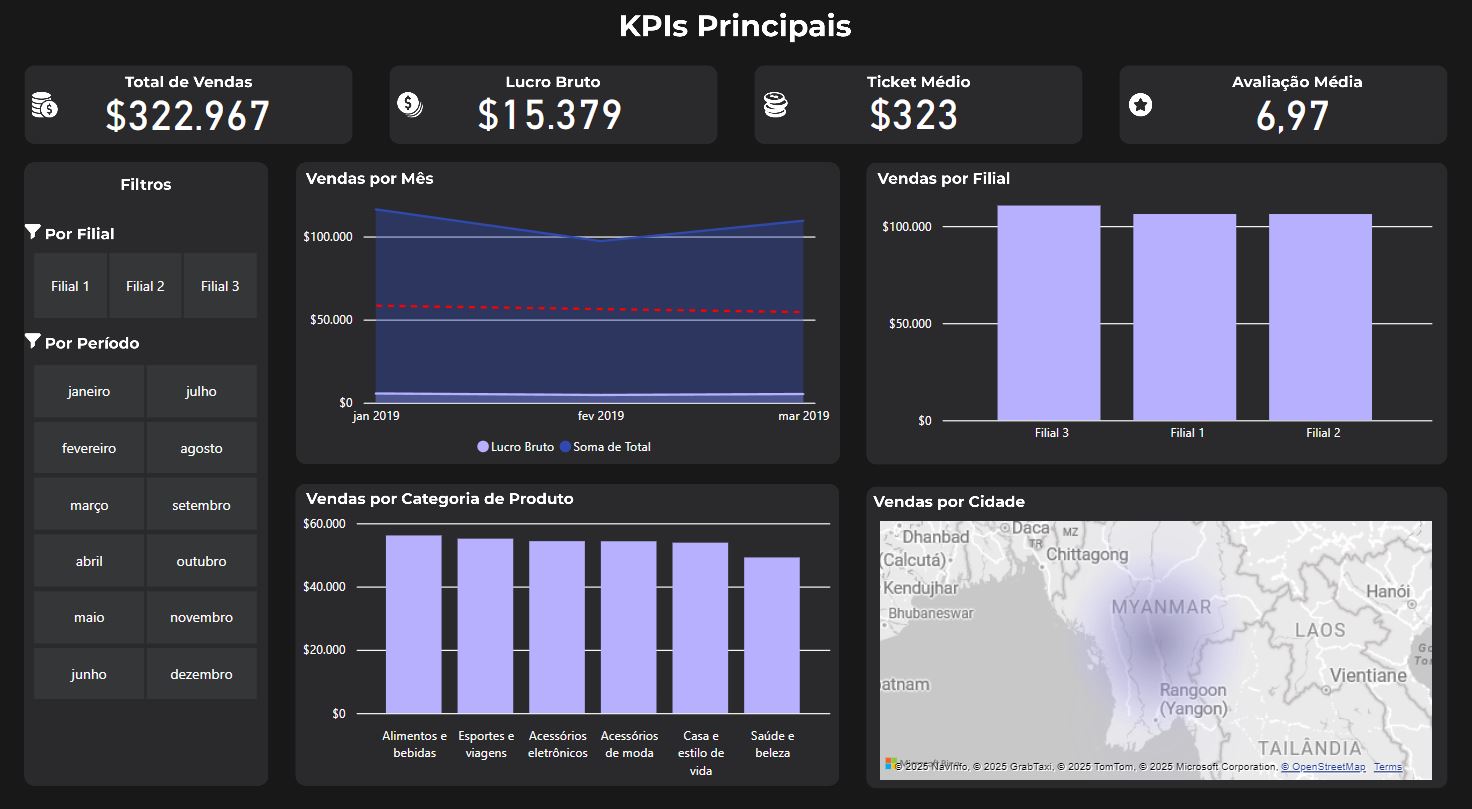 KPIs Principais
Total de Vendas
$322.967
Lucro Bruto
$15.379
Ticket Médio
$323
Avaliação Média
6,97
Filtros
Por Filial
Filial 1
Filial 2
Filial 3
Por Período
janeiro
julho
fevereiro
agosto
março
setembro
abril
outubro
maio
novembro
junho
dezembro
Vendas por Mês
$100.000
$50.000
$0
jan 2019
fev 2019
mar 2019
Lucro Bruto
Soma de Total
Vendas por Filial
$100.000
$50.000
$0
Filial 3
Filial 1
Filial 2
Vendas por Categoria de Produto
$60.000
$40.000
$20.000
$0
Alimentos e
bebidas
Esportes e
viagens
Acessórios
eletrônicos
Acessórios
de moda
Casa e
estilo de
vida
Saúde e
beleza
Vendas por Cidade
Dhanbad
Daca
MZ
TR
(Calcutá)
Chittagong
Kendujhar
Bhubaneswar
MYANMAR
Hanói
LAOS
atnam
Vientiane
Rangoon
(Yangon)
TAILÂNDIA
© 2025 NavInfo, © 2025 GrabTaxi, © 2025 TomTom, © 2025 Microsoft Corporation, © OpenStreetMap Terms